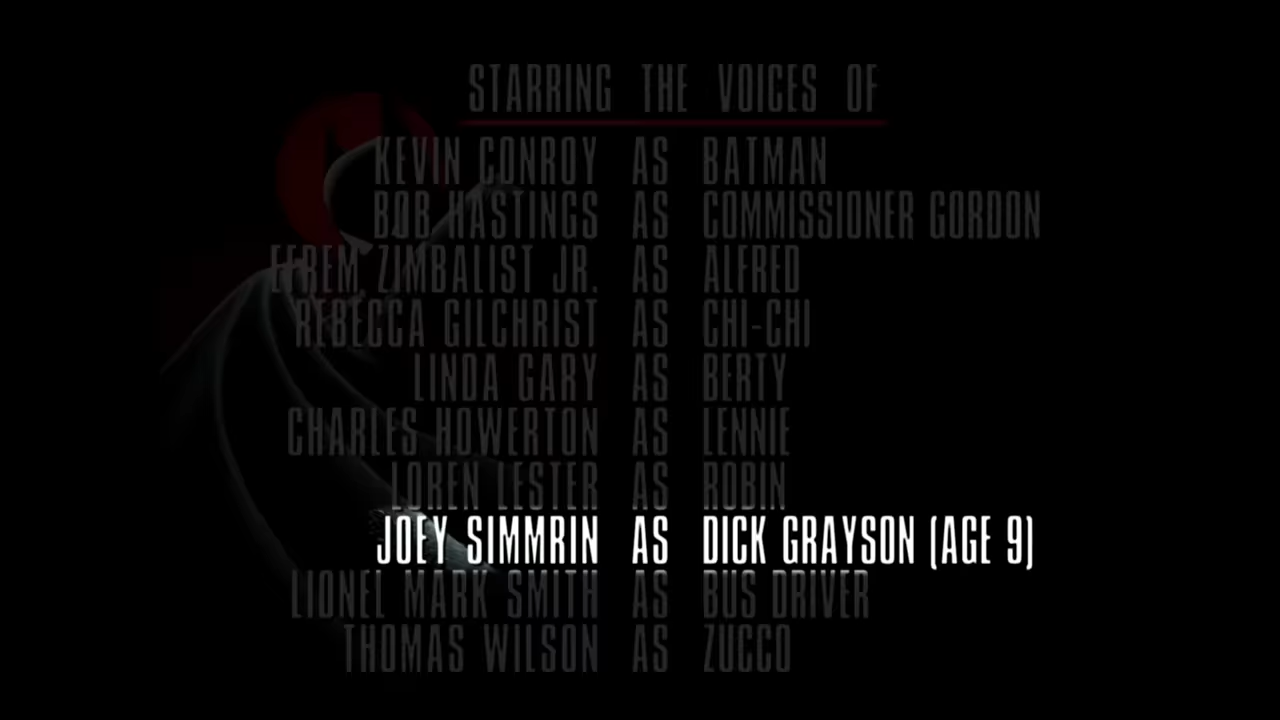 STARRING THE VOICES OF
KEVIN CONROY AS BATMAN
BOB HASTINGS AS COMMISSIONER GORDON
EFREM ZIMBALIST JR. AS ALFRED
REBECCA GILCHRIST AS CHI-CHI
LINDA GARY AS BERTY
CHARLES HOWERTON AS LENNIE
LOREN LESTER AS ROBIN
JOEY SIMMRIN AS DICK GRAYSON (AGE 9)
LIONEL MARK SMITH AS BUS DRIVER
THOMAS WILSON AS ZUCCO